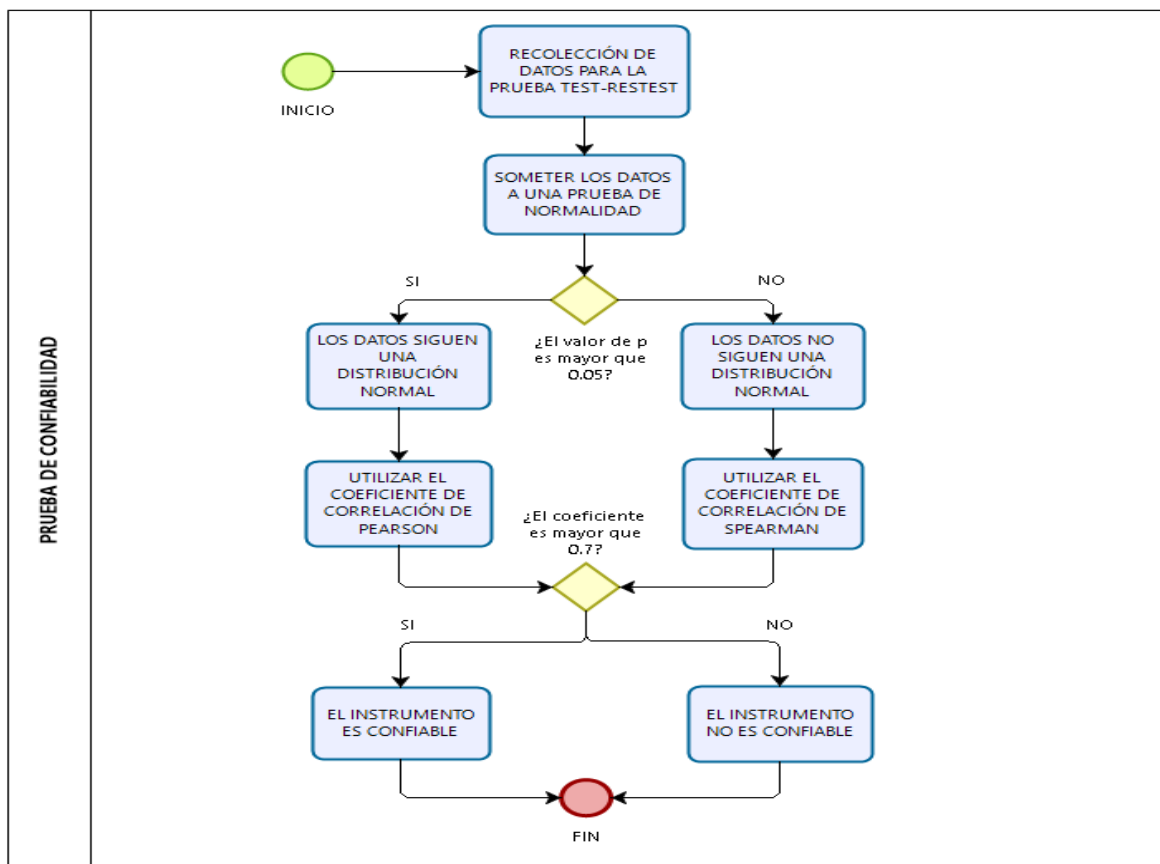 PRUEBA DE CONFIABILIDAD
INICIO
RECOLECCIÓN DE
DATOS PARA LA
PRUEBA TEST-RESTEST
SOMETER LOS DATOS
A UNA PRUEBA DE
NORMALIDAD
SI
NO
¿El valor de p
es mayor que
0.05?
LOS DATOS SIGUEN
UNA
DISTRIBUCIÓN
NORMAL
LOS DATOS NO
SIGUEN UNA
DISTRIBUCIÓN
NORMAL
UTILIZAR EL
COEFICIENTE DE
CORRELACIÓN DE
PEARSON
UTILIZAR EL
COEFICIENTE DE
CORRELACIÓN DE
SPEARMAN
¿El coeficiente
es mayor que
0.7?
SI
NO
EL INSTRUMENTO
ES CONFIABLE
EL INSTRUMENTO
NO ES CONFIABLE
FIN